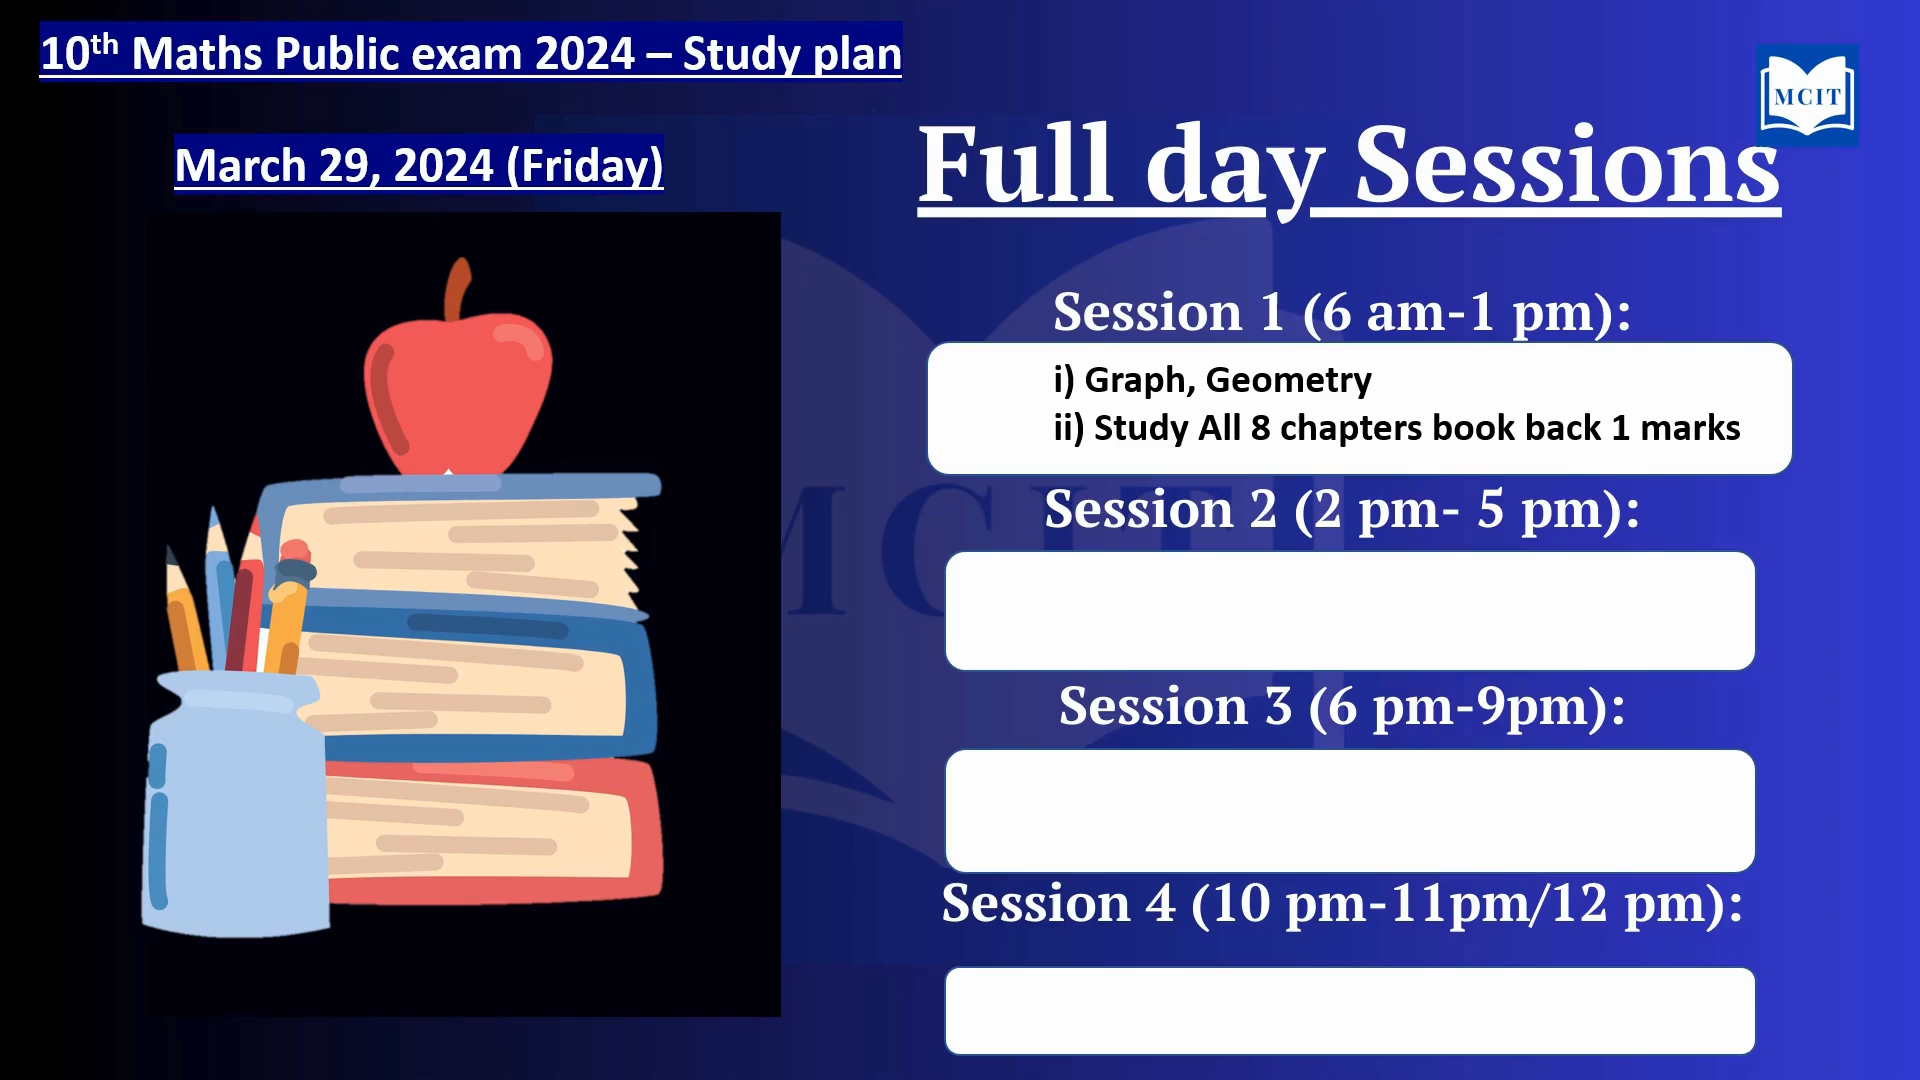 10th Maths Public exam 2024 – Study plan
MCIT
March 29, 2024 (Friday)
Full day Sessions
Session 1 (6 am-1 pm):
i) Graph, Geometry
ii) Study All 8 chapters book back 1 marks
Session 2 (2 pm- 5 pm):
Session 3 (6 pm-9pm):
Session 4 (10 pm-11pm/12 pm):
MCIT